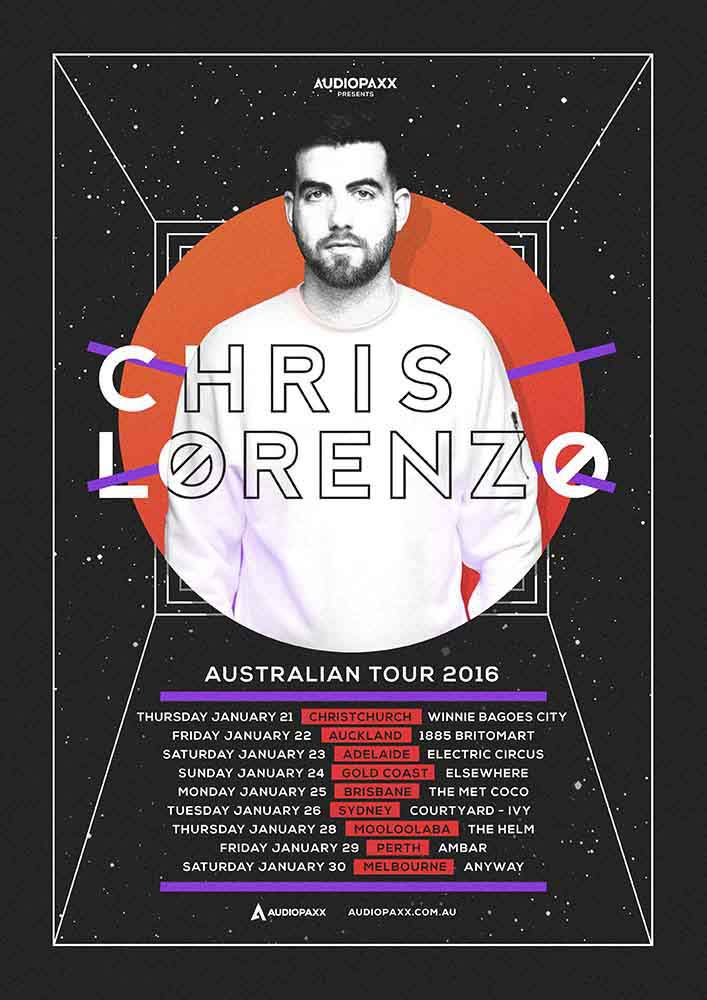 AUDIOPAXX
PRESENTS
CHRIS
LØRENZØ
AUSTRALIAN TOUR 2016
THURSDAY JANUARY 21 CHRISTCHURCH WINNIE BAGOES CITY
FRIDAY JANUARY 22 AUCKLAND 1885 BRITOMART
SATURDAY JANUARY 23 ADELAIDE ELECTRIC CIRCUS
SUNDAY JANUARY 24 GOLD COAST ELSEWHERE
MONDAY JANUARY 25 BRISBANE THE MET COCO
TUESDAY JANUARY 26 SYDNEY COURTYARD - IVY
THURSDAY JANUARY 28 MOOLOOLABA THE HELM
FRIDAY JANUARY 29 PERTH AMBAR
SATURDAY JANUARY 30 MELBOURNE ANYWAY
AUDIOPAXX AUDIOPAXX.COM.AU